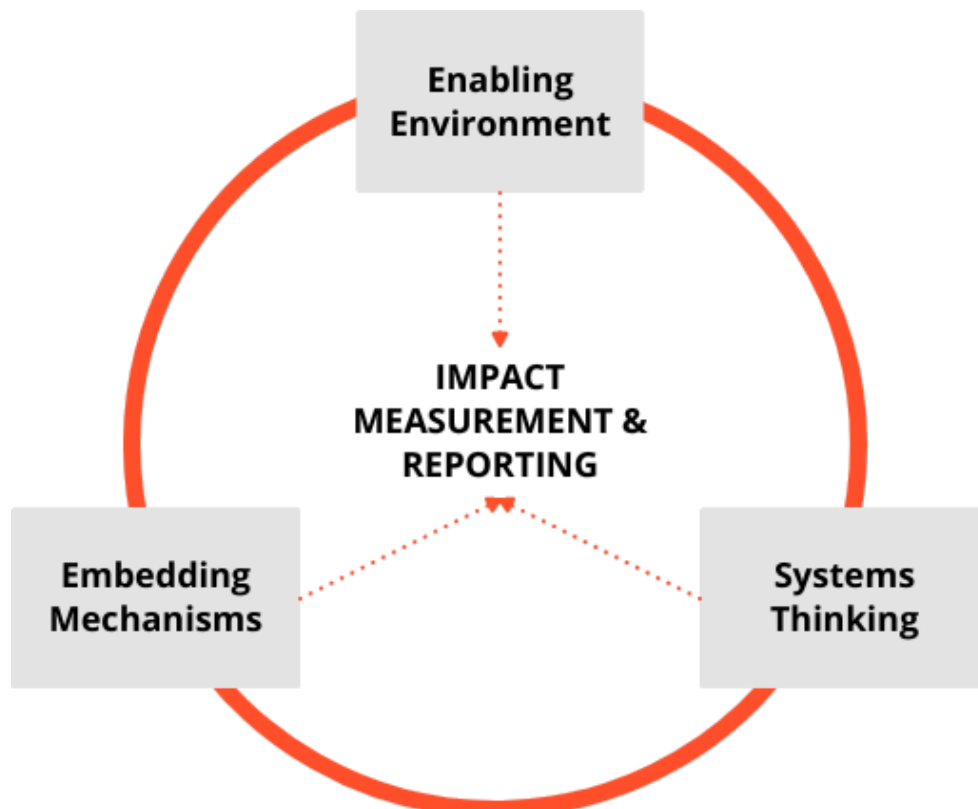 Enabling
Environment
IMPACT
MEASUREMENT &
REPORTING
Embedding
Mechanisms
Systems
Thinking